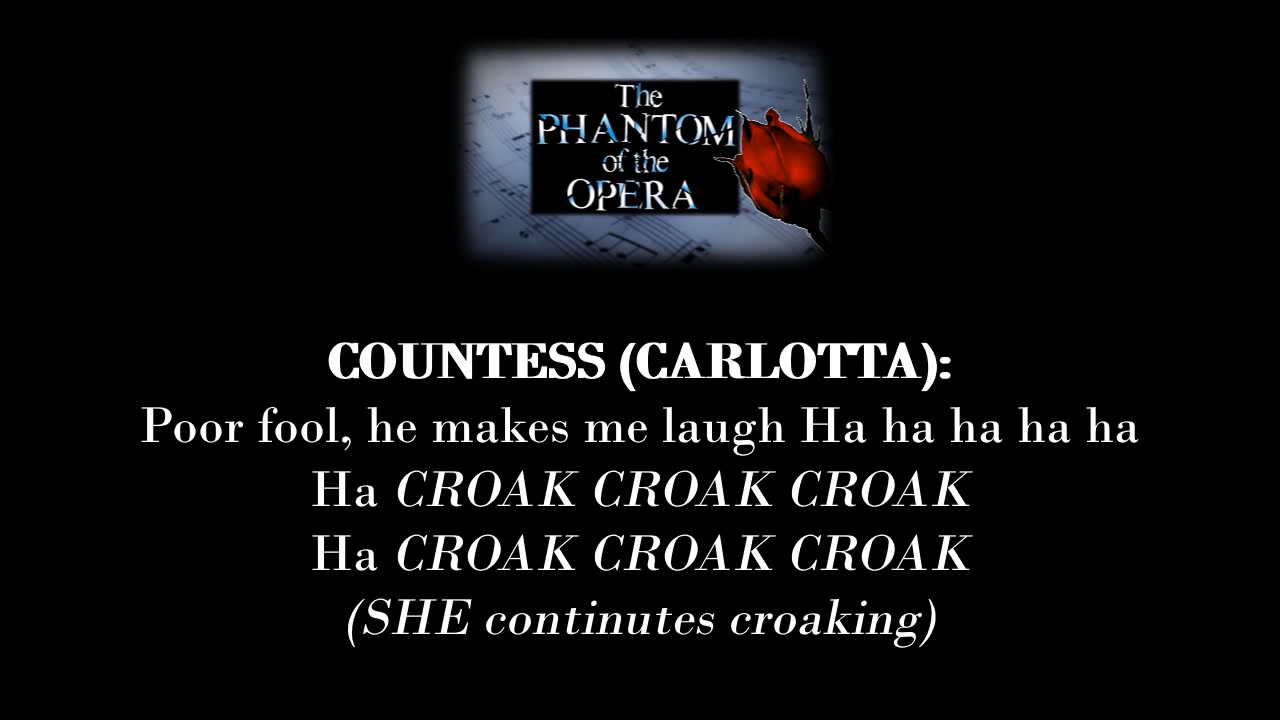 The
PHANTOM
of the
OPERA
COUNTESS (CARLOTTA):
Poor fool, he makes me laugh Ha ha ha ha ha
Ha CROAK CROAK CROAK
Ha CROAK CROAK CROAK
(SHE continutes croaking)